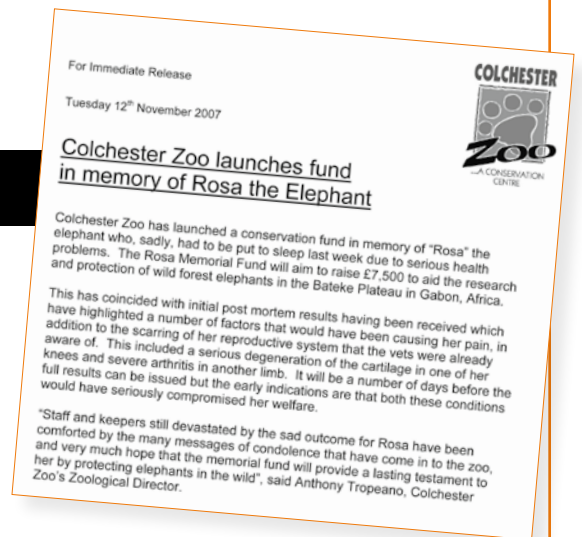 For Immediate Release
COLCHESTER
Zoo
...A CONSERVATION
CENTRE
Tuesday 12th November 2007
Colchester Zoo launches fund
in memory of Rosa the Elephant
Colchester Zoo has launched a conservation fund in memory of "Rosa" the
elephant who, sadly, had to be put to sleep last week due to serious health
problems. The Rosa Memorial Fund will aim to raise £7,500 to aid the research
and protection of wild forest elephants in the Bateke Plateau in Gabon, Africa.
This has coincided with initial post mortem results having been received which
have highlighted a number of factors that would have been causing her pain, in
addition to the scarring of her reproductive system that the vets were already
aware of. This included a serious degeneration of the cartilage in one of her
knees and severe arthritis in another limb. It will be a number of days before the
full results can be issued but the early indications are that both these conditions
would have seriously compromised her welfare.
"Staff and keepers still devastated by the sad outcome for Rosa have been
comforted by the many messages of condolence that have come in to the zoo,
and very much hope that the memorial fund will provide a lasting testament to
her by protecting elephants in the wild", said Anthony Tropeano, Colchester
Zoo's Zoological Director.